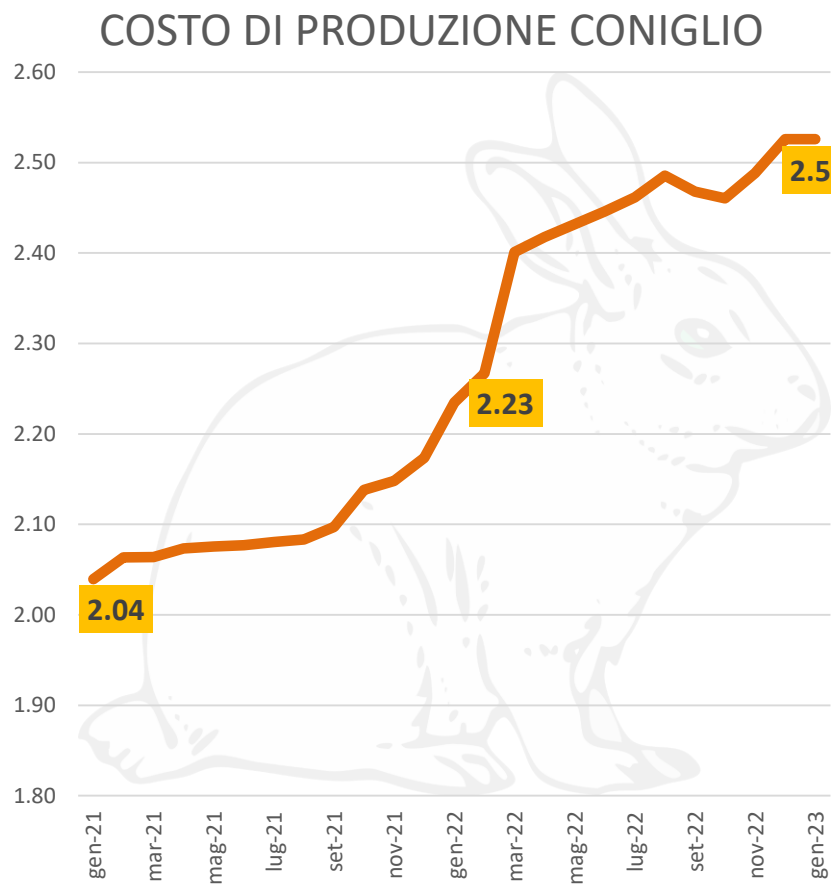 COSTO DI PRODUZIONE CONIGLIO
2.60
2.50
2.40
2.30
2.20
2.10
2.00
1.90
1.80
2.04
2.23
2.5
gen-21
mar-21
mag-21
lug-21
set-21
nov-21
gen-22
mar-22
mag-22
lug-22
set-22
nov-22
gen-23